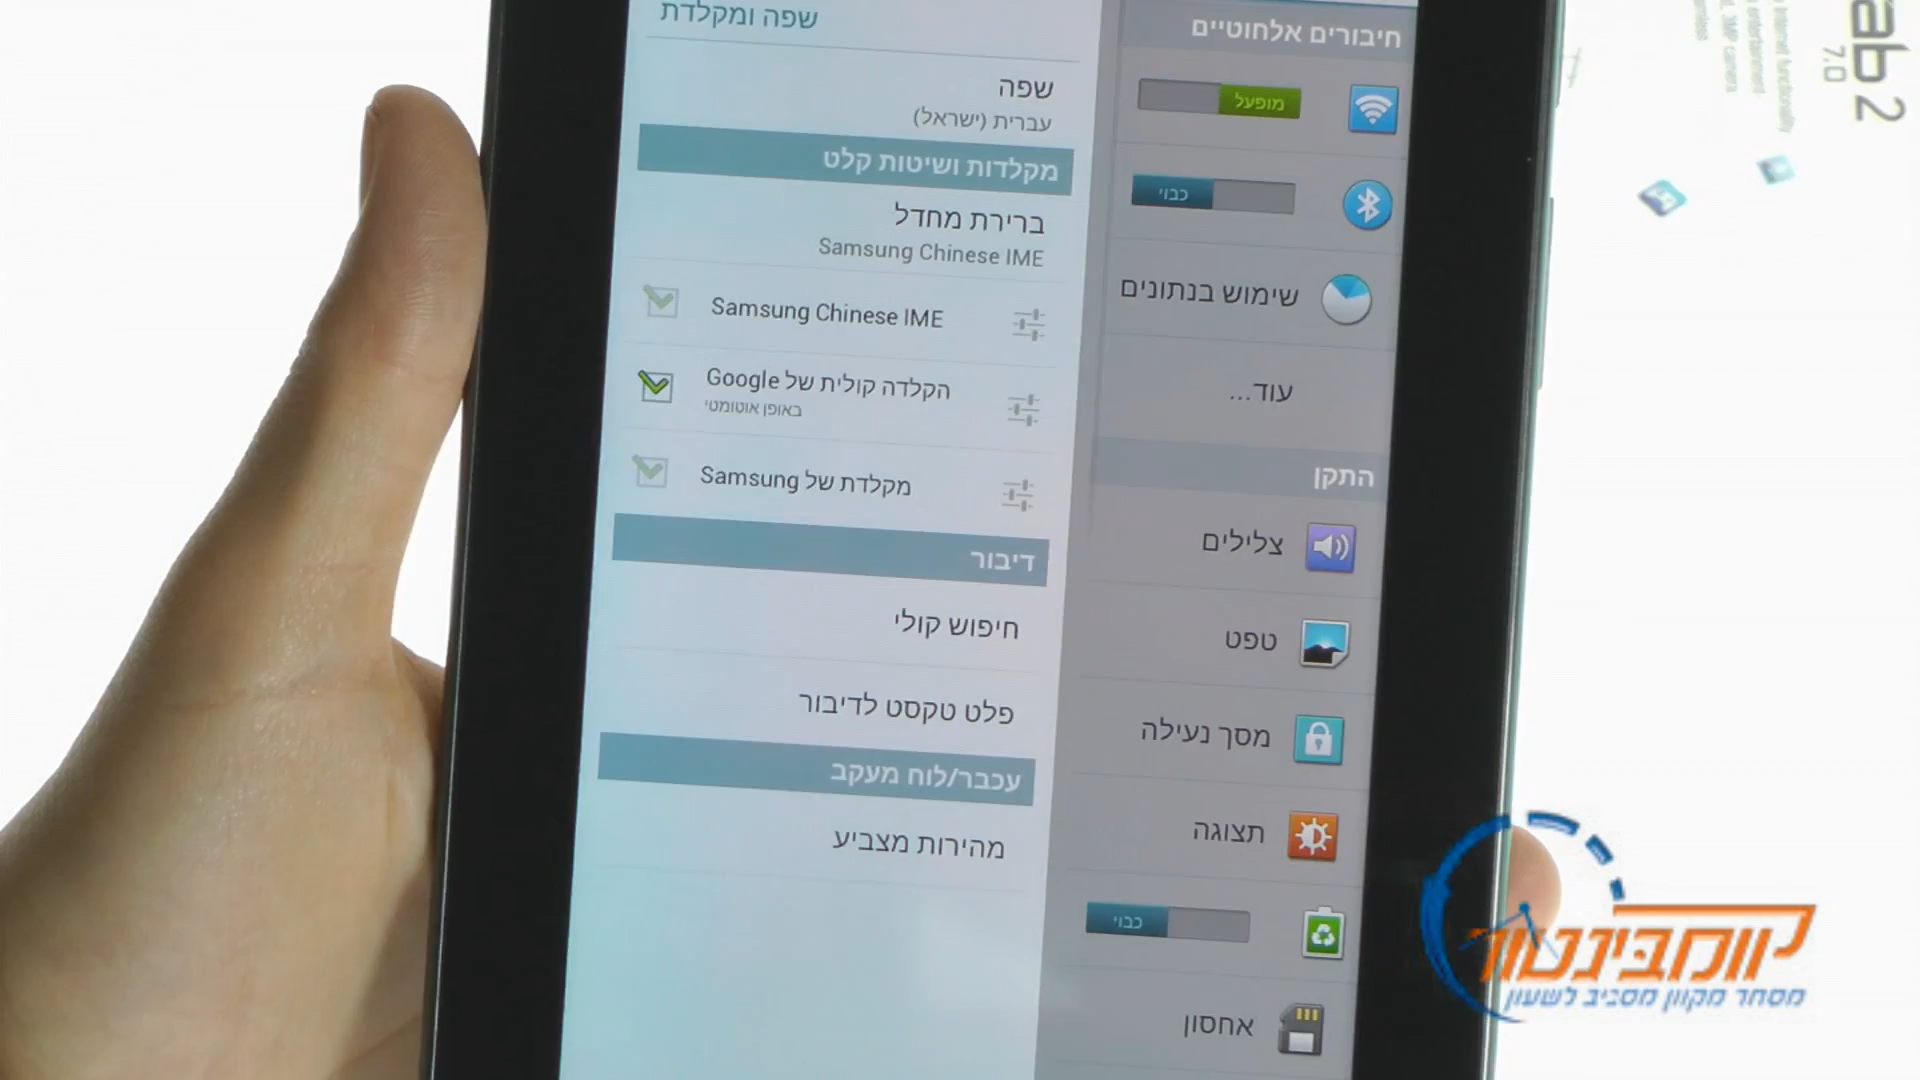 חיבורים אלחוטיים
מופעל
כבוי
שימוש בנתונים
עוד...
התקן
צלילים
טפט
מסך נעילה
תצוגה
כבוי
אחסון
שפה ומקלדת
שפה
עברית (ישראל)
מקלדות ושיטות קלט
ברירת מחדל
Samsung Chinese IME
Samsung Chinese IME
הקלדה קולית של Google
באופן אוטומטי
מקלדת של Samsung
דיבור
חיפוש קולי
פלט טקסט לדיבור
עכבר/לוח מעקב
מהירות מצביע
ab 2
7.0
קומבינטור
מסחר מקוון מסביב לשעון